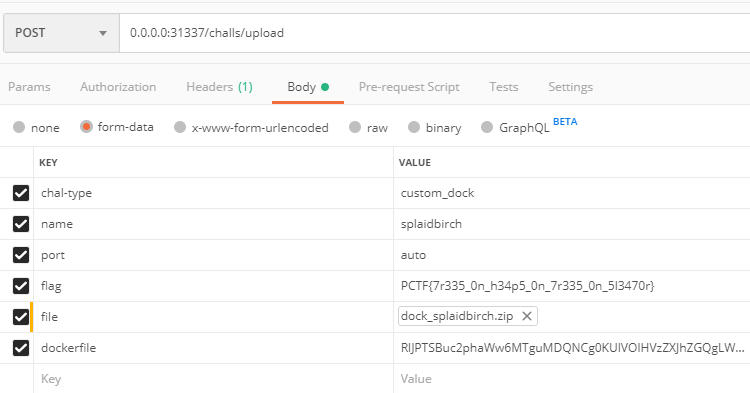 POST 0.0.0.0:31337/challs/upload
Params Authorization Headers (1) Body Pre-request Script Tests Settings
none form-data x-www-form-urlencoded raw binary GraphQL BETA
KEY VALUE
chal-type custom_dock
name splaidbirch
port auto
flag PCTF{7r335_0n_h34p5_0n_7r335_0n_5l3470r}
file dock_splaidbirch.zip
dockerfile RlJPTSBuc2phaWw6MTguMDQNCg0KUlVOIHVzZXJhZGQgLW...
Key Value